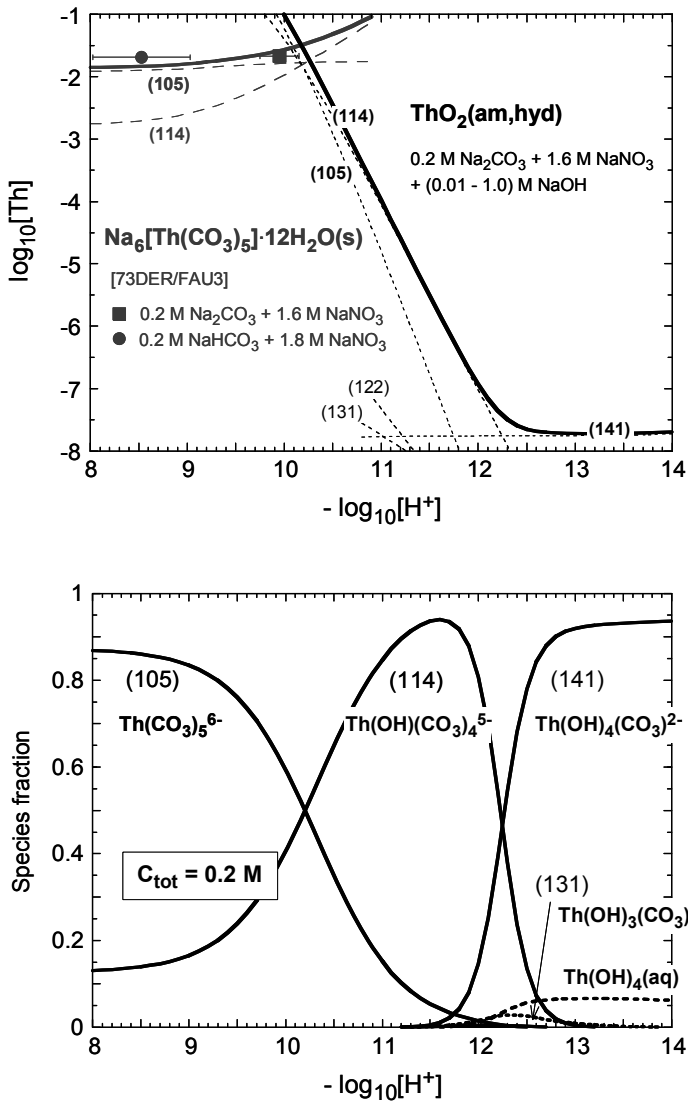 -1
-2
-3
-4
-5
-6
-7
-8
log10[Th]
(105)
(114)
(114)
(105)
ThO2(am,hyd)
0.2 M Na2CO3 + 1.6 M NaNO3
+ (0.01 - 1.0) M NaOH
Na6[Th(CO3)5]·12H2O(s)
[73DER/FAU3]
0.2 M Na2CO3 + 1.6 M NaNO3
0.2 M NaHCO3 + 1.8 M NaNO3
(122)
(131)
(141)
8 9 10 11 12 13 14
- log10[H+]
1
0.8
0.6
0.4
0.2
0
Species fraction
(105)
(114)
(141)
Th(CO3)5^6-
Th(OH)(CO3)4^5-
Th(OH)4(CO3)^2-
Ctot = 0.2 M
(131)
Th(OH)3(CO3)
Th(OH)4(aq)
8 9 10 11 12 13 14
- log10[H+]